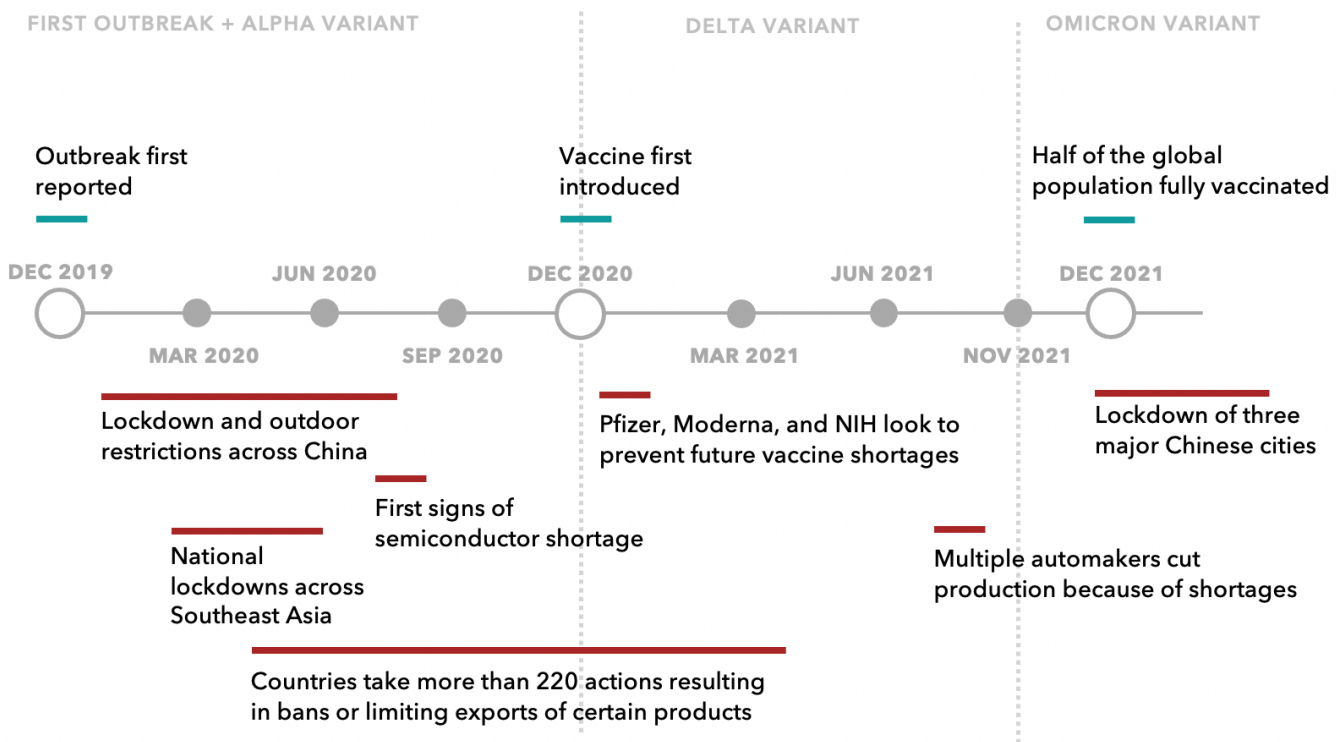 FIRST OUTBREAK + ALPHA VARIANT
DELTA VARIANT
OMICRON VARIANT
Outbreak first
reported
Vaccine first
introduced
Half of the global
population fully vaccinated
DEC 2019
JUN 2020
DEC 2020
JUN 2021
DEC 2021
MAR 2020
SEP 2020
MAR 2021
NOV 2021
Lockdown and outdoor
restrictions across China
Pfizer, Moderna, and NIH look to
prevent future vaccine shortages
Lockdown of three
major Chinese cities
First signs of
semiconductor shortage
National
lockdowns across
Southeast Asia
Multiple automakers cut
production because of shortages
Countries take more than 220 actions resulting
in bans or limiting exports of certain products